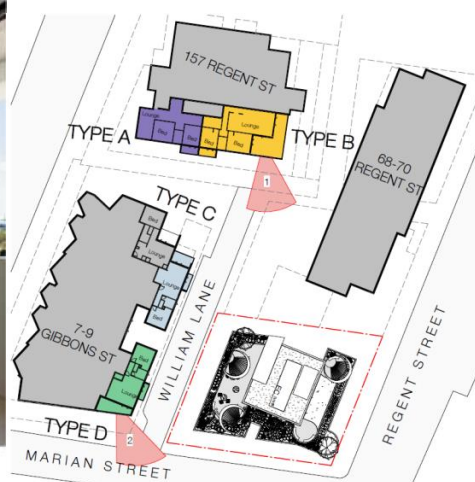 157 REGENT ST
Lounge
Bed
Bed
Bed
Bed
Lounge
TYPE A
TYPE B
68-70
REGENT ST
1
TYPE C
Bed
Lounge
Lounge
Bed
7-9
GIBBONS ST
WILLIAM LANE
Bed
Lounge
TYPE D
2
MARIAN STREET
REGENT STREET